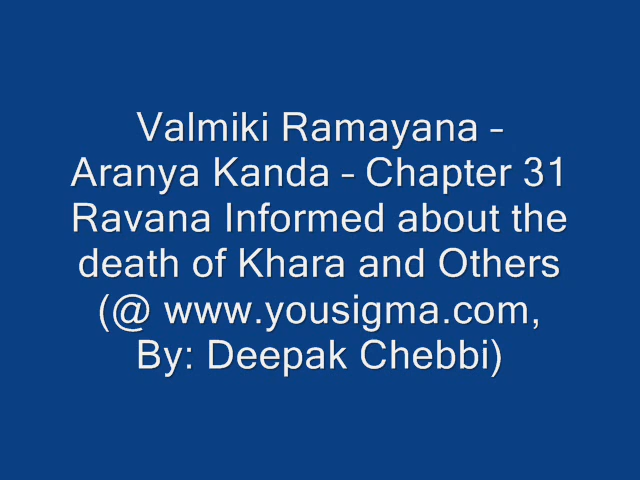 Valmiki Ramayana –
Aranya Kanda – Chapter 31
Ravana Informed about the
death of Khara and Others
(@ www.yousigma.com,
By: Deepak Chebbi)